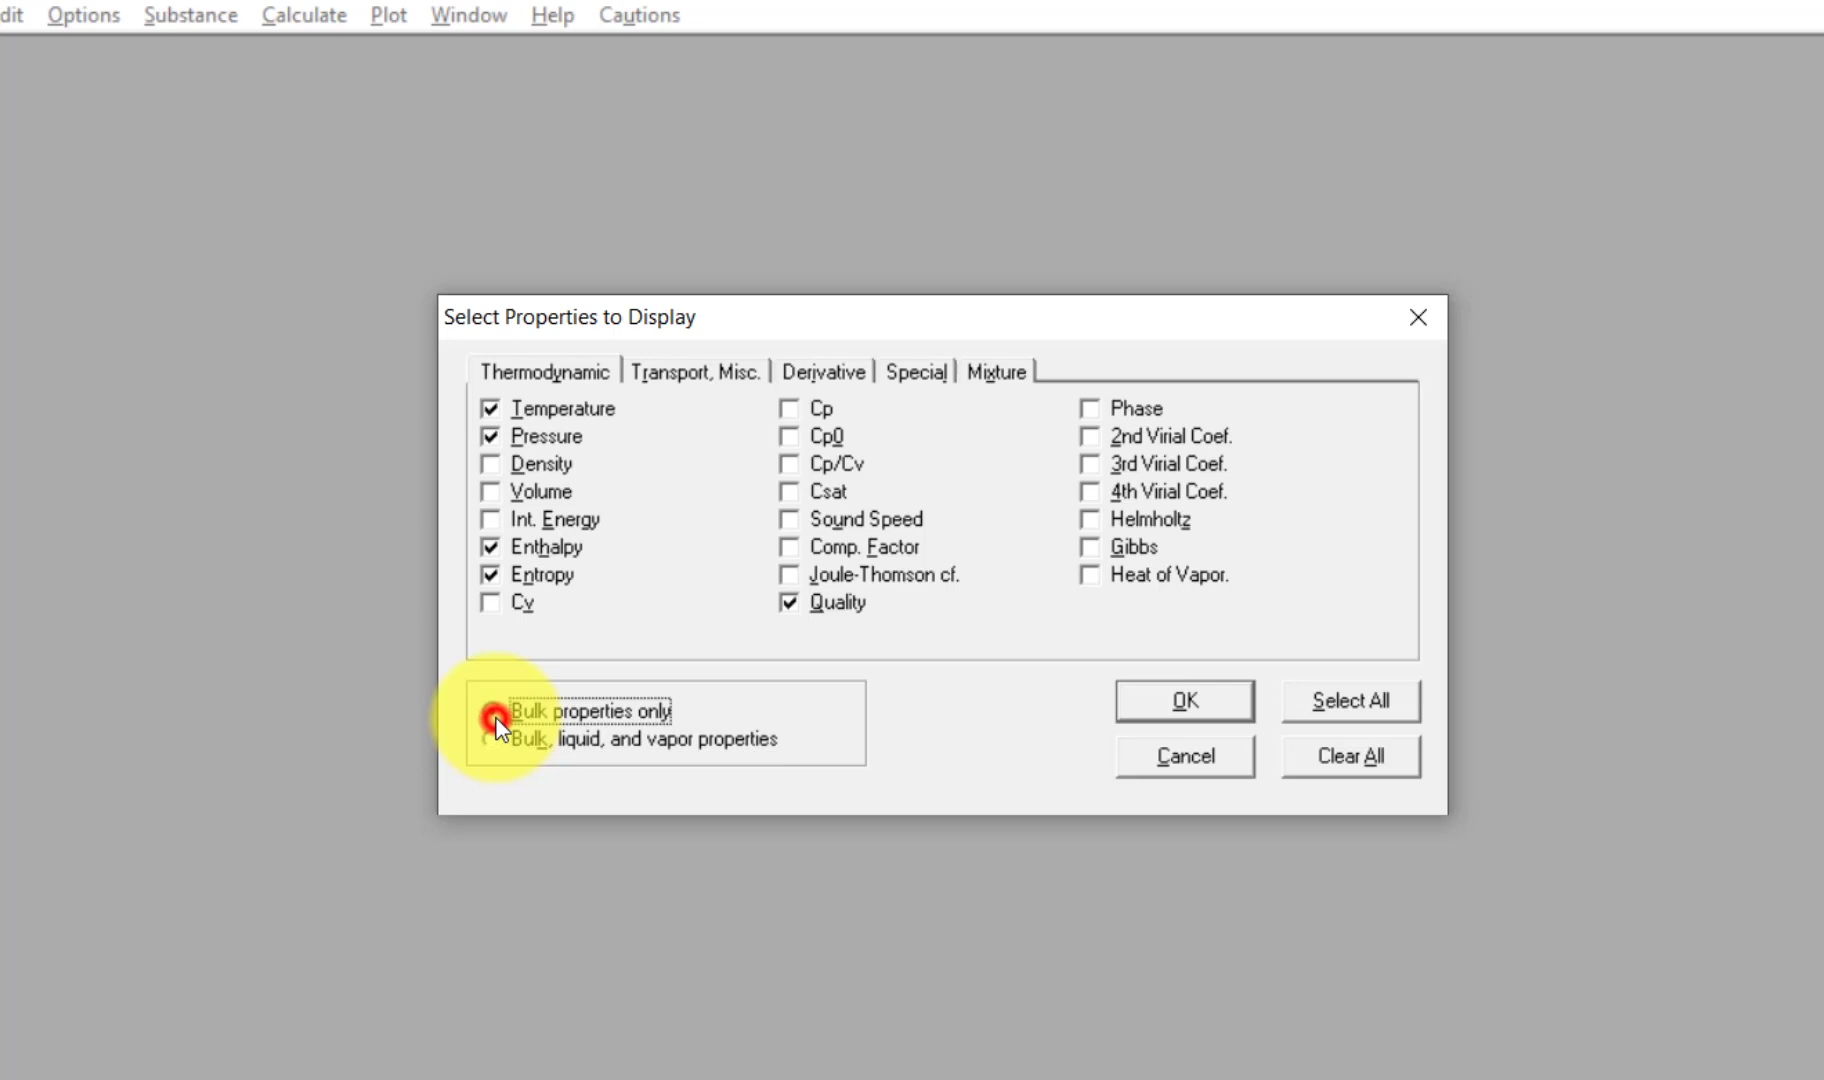 dit Options Substance Calculate Plot Window Help Cautions
Select Properties to Display
Thermodynamic Transport, Misc. Derivative Special Mixture
Temperature Cp Phase
Pressure Cp0 2nd Virial Coef.
Density Cp/Cv 3rd Virial Coef.
Volume Csat 4th Virial Coef.
Int. Energy Sound Speed Helmholtz
Enthalpy Comp. Factor Gibbs
Entropy Joule-Thomson cf. Heat of Vapor.
Cv Quality
Bulk properties only OK Select All
Bulk, liquid, and vapor properties
Cancel Clear All